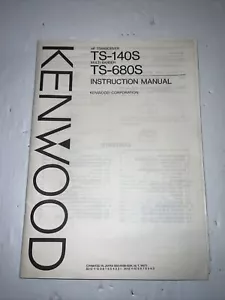 KENWOOD
HF TRANSCEIVER
TS-140S
TS-680S
INSTRUCTION MANUAL
KENWOOD CORPORATION